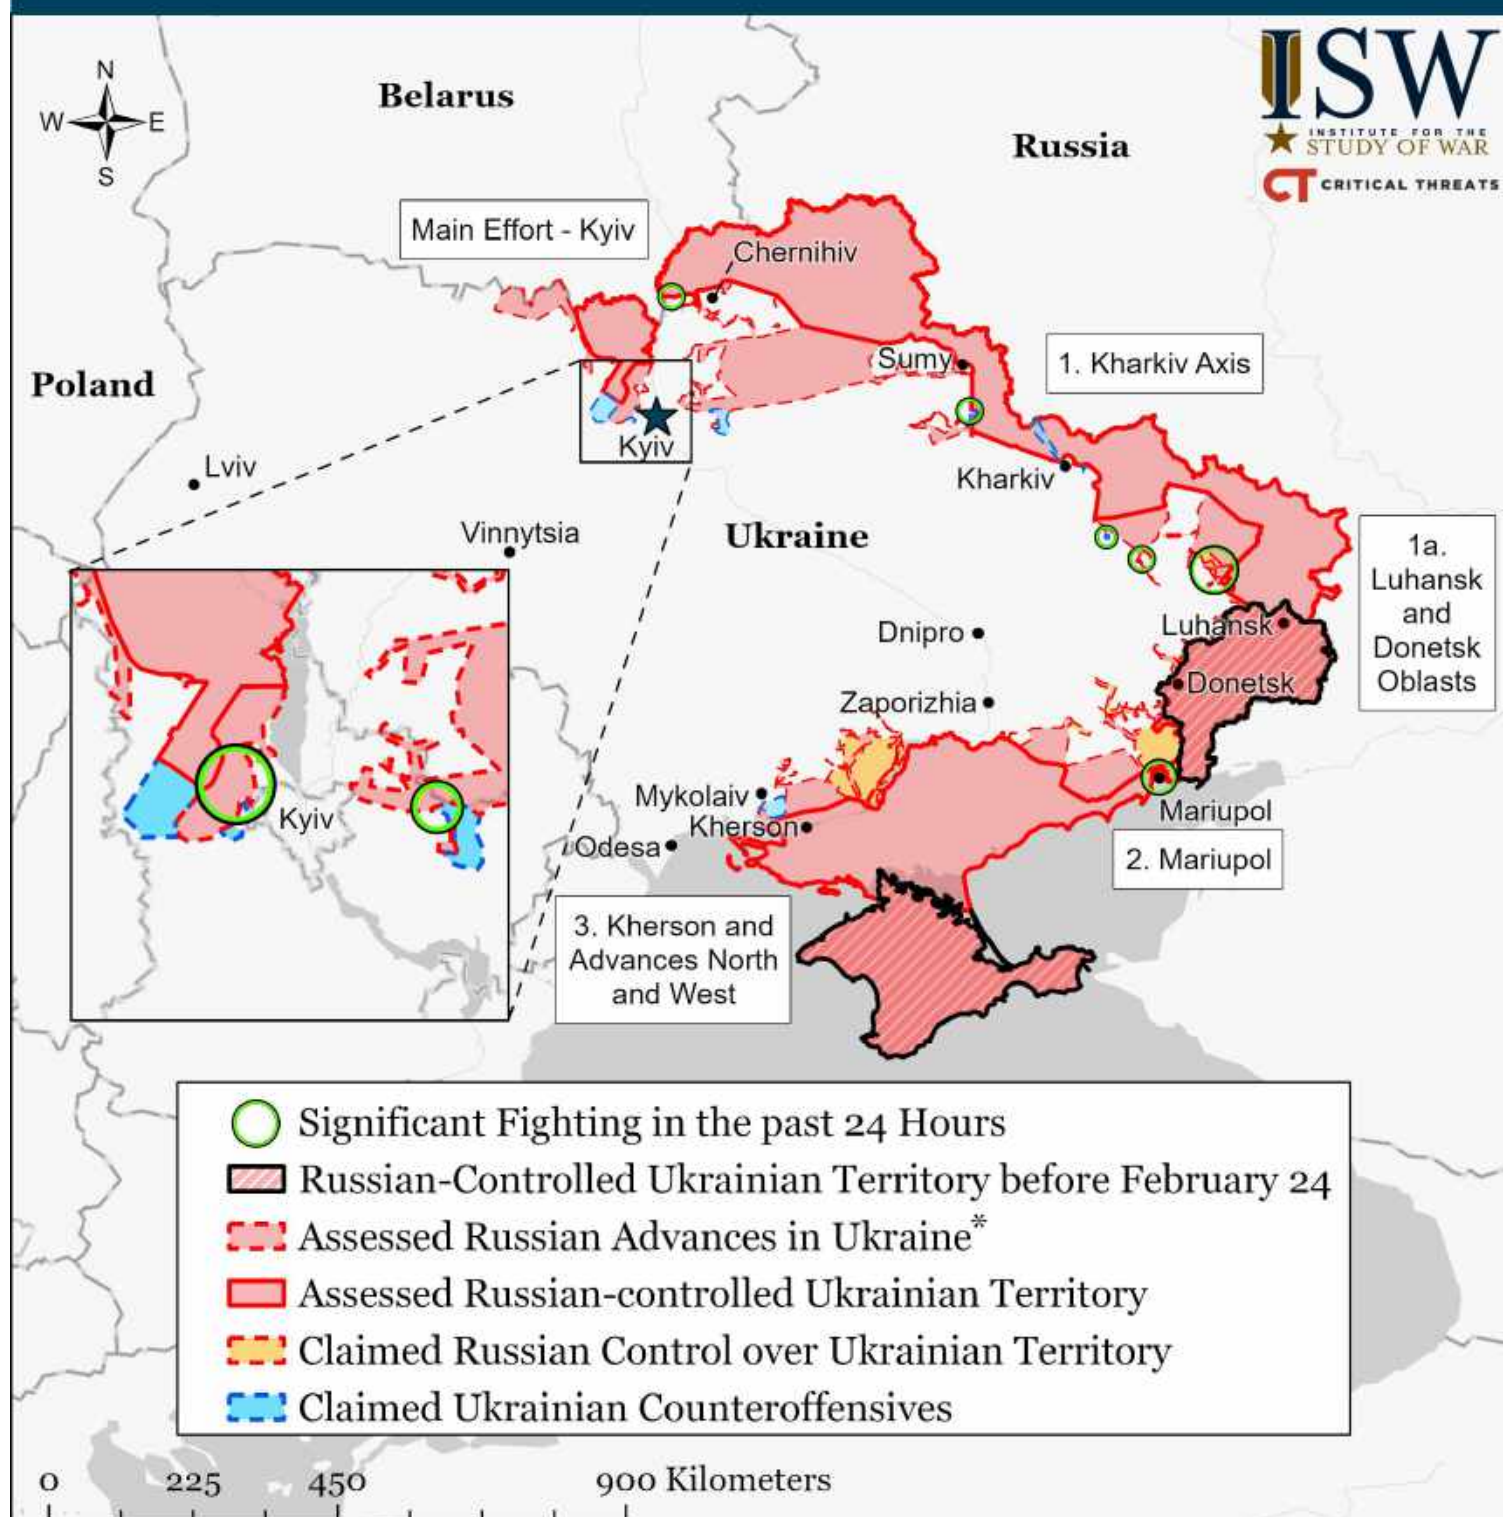 N
W E
S
Belarus
Russia
ISW
INSTITUTE FOR THE
STUDY OF WAR
CT CRITICAL THREATS
Main Effort - Kyiv
Chernihiv
Sumy
1. Kharkiv Axis
Poland
Kyiv
Lviv
Kharkiv
Vinnytsia
Ukraine
1a.
Luhansk
and
Donetsk
Oblasts
Dnipro
Luhansk
Donetsk
Zaporizhia
Mykolaiv
Kherson
Odesa
Mariupol
2. Mariupol
Kyiv
3. Kherson and
Advances North
and West
Significant Fighting in the past 24 Hours
Russian-Controlled Ukrainian Territory before February 24
Assessed Russian Advances in Ukraine*
Assessed Russian-controlled Ukrainian Territory
Claimed Russian Control over Ukrainian Territory
Claimed Ukrainian Counteroffensives
0 225 450 900 Kilometers